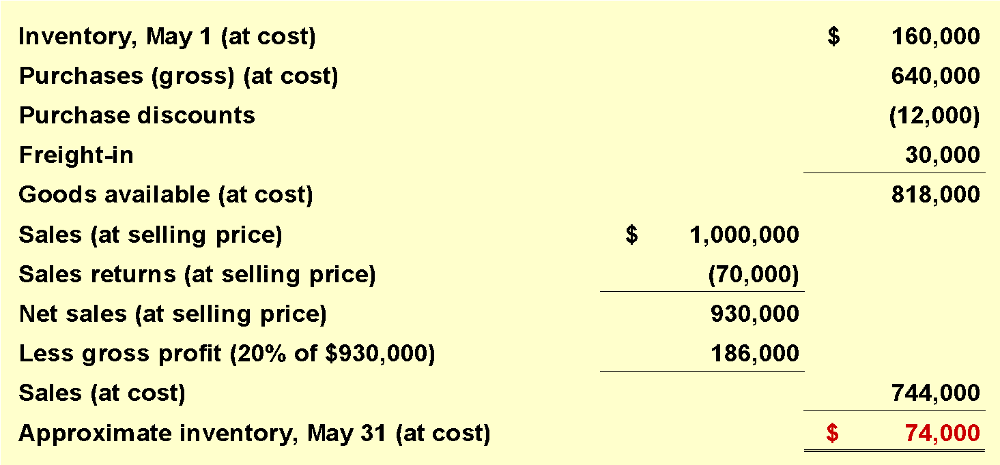 Inventory, May 1 (at cost) $ 160,000
Purchases (gross) (at cost) 640,000
Purchase discounts (12,000)
Freight-in 30,000
Goods available (at cost) 818,000
Sales (at selling price) $ 1,000,000
Sales returns (at selling price) (70,000)
Net sales (at selling price) 930,000
Less gross profit (20% of $930,000) 186,000
Sales (at cost) 744,000
Approximate inventory, May 31 (at cost) $ 74,000